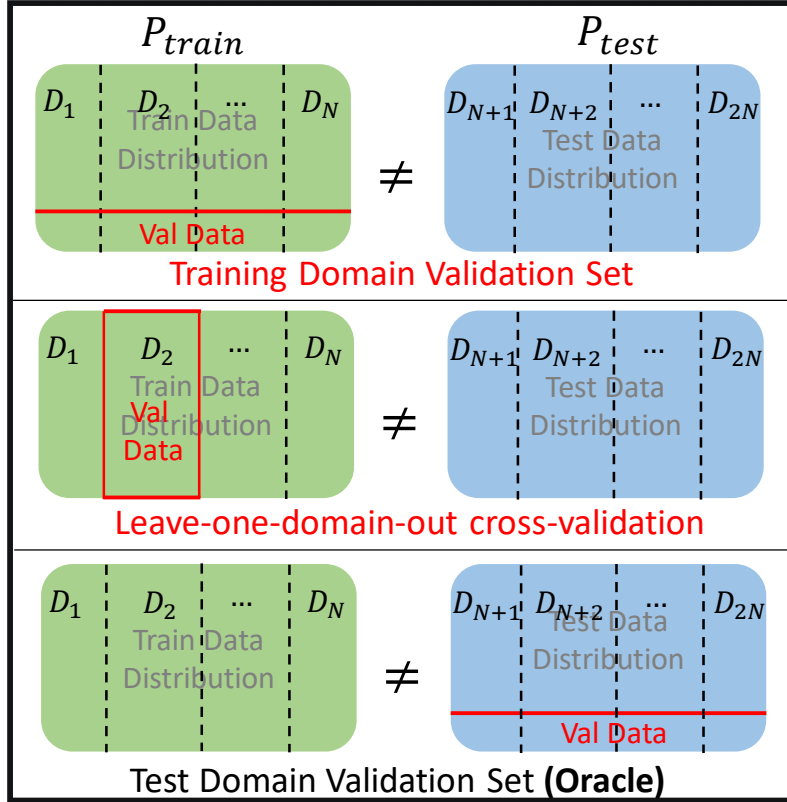 P_train P_test
D_1 D_2 ... D_N D_{N+1} D_{N+2} ... D_{2N}
Train Data Test Data
Distribution ≠ Distribution
Val Data
Training Domain Validation Set
D_1 D_2 ... D_N D_{N+1} D_{N+2} ... D_{2N}
Train Data Test Data
Distribution ≠ Distribution
Val
Data
Leave-one-domain-out cross-validation
D_1 D_2 ... D_N D_{N+1} D_{N+2} ... D_{2N}
Train Data Test Data
Distribution ≠ Distribution
Val Data
Test Domain Validation Set (Oracle)